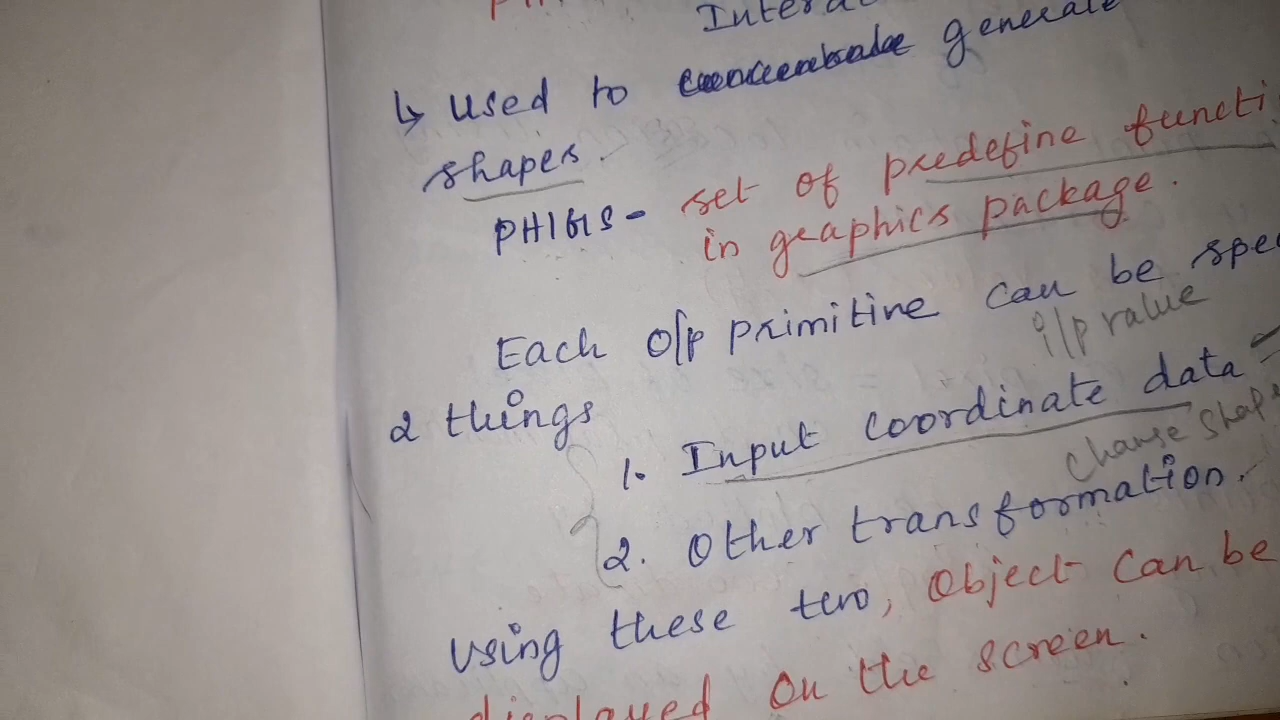 ↳ used to generate
shapes.
PHIGS - set of predefine functi
in graphics package.
Each o/p primitive can be spe
i/p value
2 things
1. Input coordinate data
change shape
2. Other transformation.
using these two, object can be
displayed on the screen.